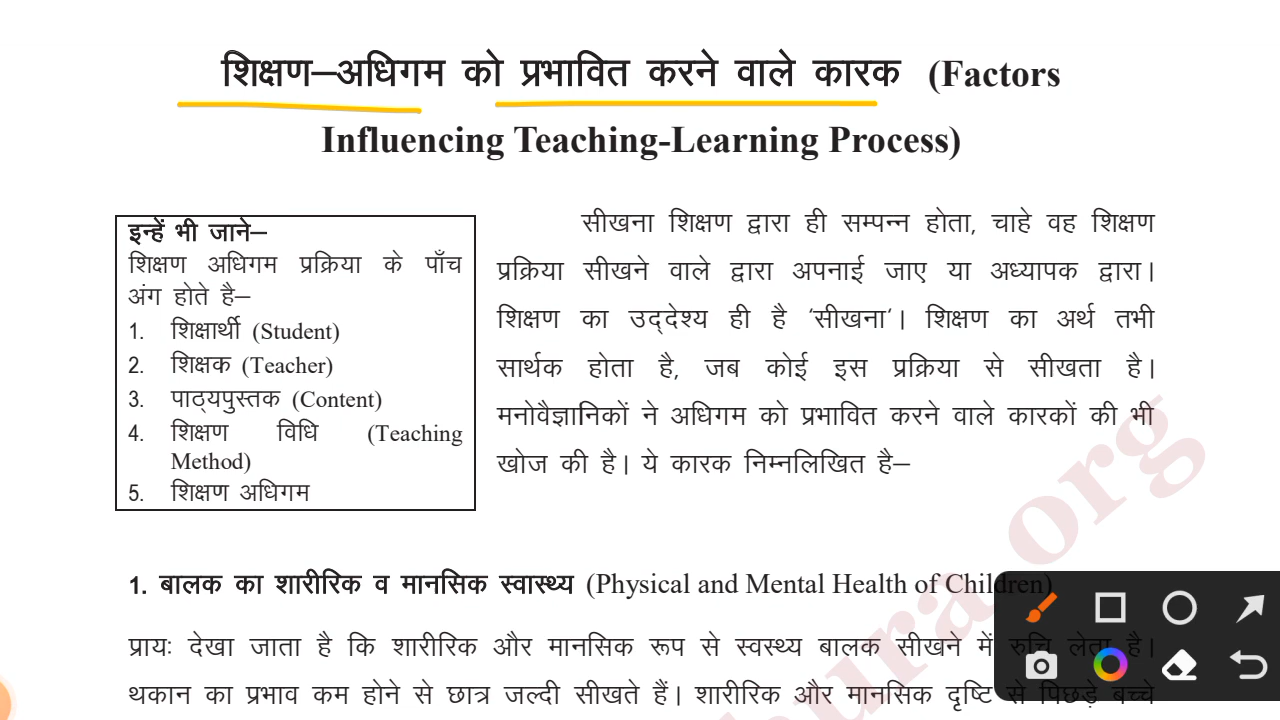 शिक्षण–अधिगम को प्रभावित करने वाले कारक (Factors
Influencing Teaching-Learning Process)
इन्हें भी जाने–
शिक्षण अधिगम प्रक्रिया के पाँच
अंग होते है–
1. शिक्षार्थी (Student)
2. शिक्षक (Teacher)
3. पाठ्यपुस्तक (Content)
4. शिक्षण विधि (Teaching
Method)
5. शिक्षण अधिगम
सीखना शिक्षण द्वारा ही सम्पन्न होता, चाहे वह शिक्षण
प्रक्रिया सीखने वाले द्वारा अपनाई जाए या अध्यापक द्वारा।
शिक्षण का उद्देश्य ही है ‘सीखना’। शिक्षण का अर्थ तभी
सार्थक होता है, जब कोई इस प्रक्रिया से सीखता है।
मनोवैज्ञानिकों ने अधिगम को प्रभावित करने वाले कारकों की भी
खोज की है। ये कारक निम्नलिखित है–
1. बालक का शारीरिक व मानसिक स्वास्थ्य (Physical and Mental Health of Children)
प्रायः देखा जाता है कि शारीरिक और मानसिक रूप से स्वस्थ्य बालक सीखने में रुचि लेता है।
थकान का प्रभाव कम होने से छात्र जल्दी सीखते हैं। शारीरिक और मानसिक दृष्टि से पिछड़े बच्चे
org